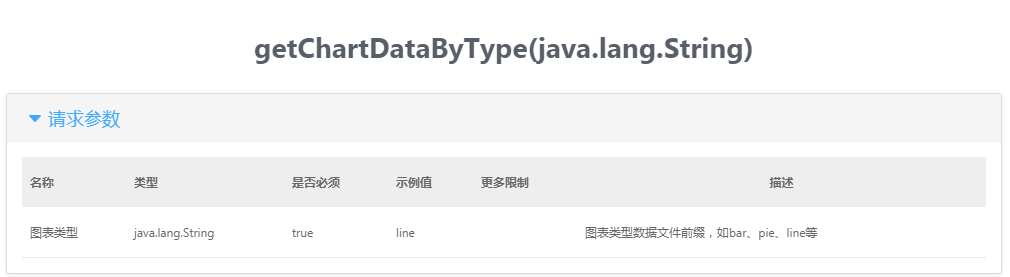 getChartDataByType(java.lang.String)
请求参数
名称 类型 是否必须 示例值 更多限制 描述
图表类型 java.lang.String true line 图表类型数据文件前缀，如bar、pie、line等